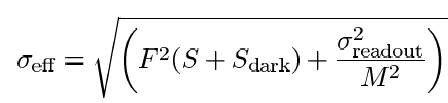 σ_eff = √(F²(S + S_dark) + σ²_readout / M²)